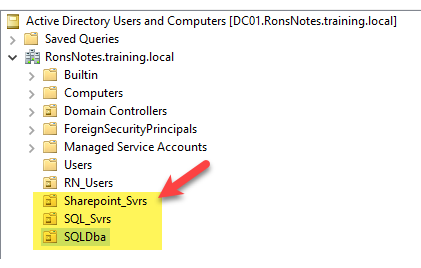 Active Directory Users and Computers [DC01.RonsNotes.training.local]
Saved Queries
RonsNotes.training.local
Builtin
Computers
Domain Controllers
ForeignSecurityPrincipals
Managed Service Accounts
Users
RN_Users
Sharepoint_Svrs
SQL_Svrs
SQLDba